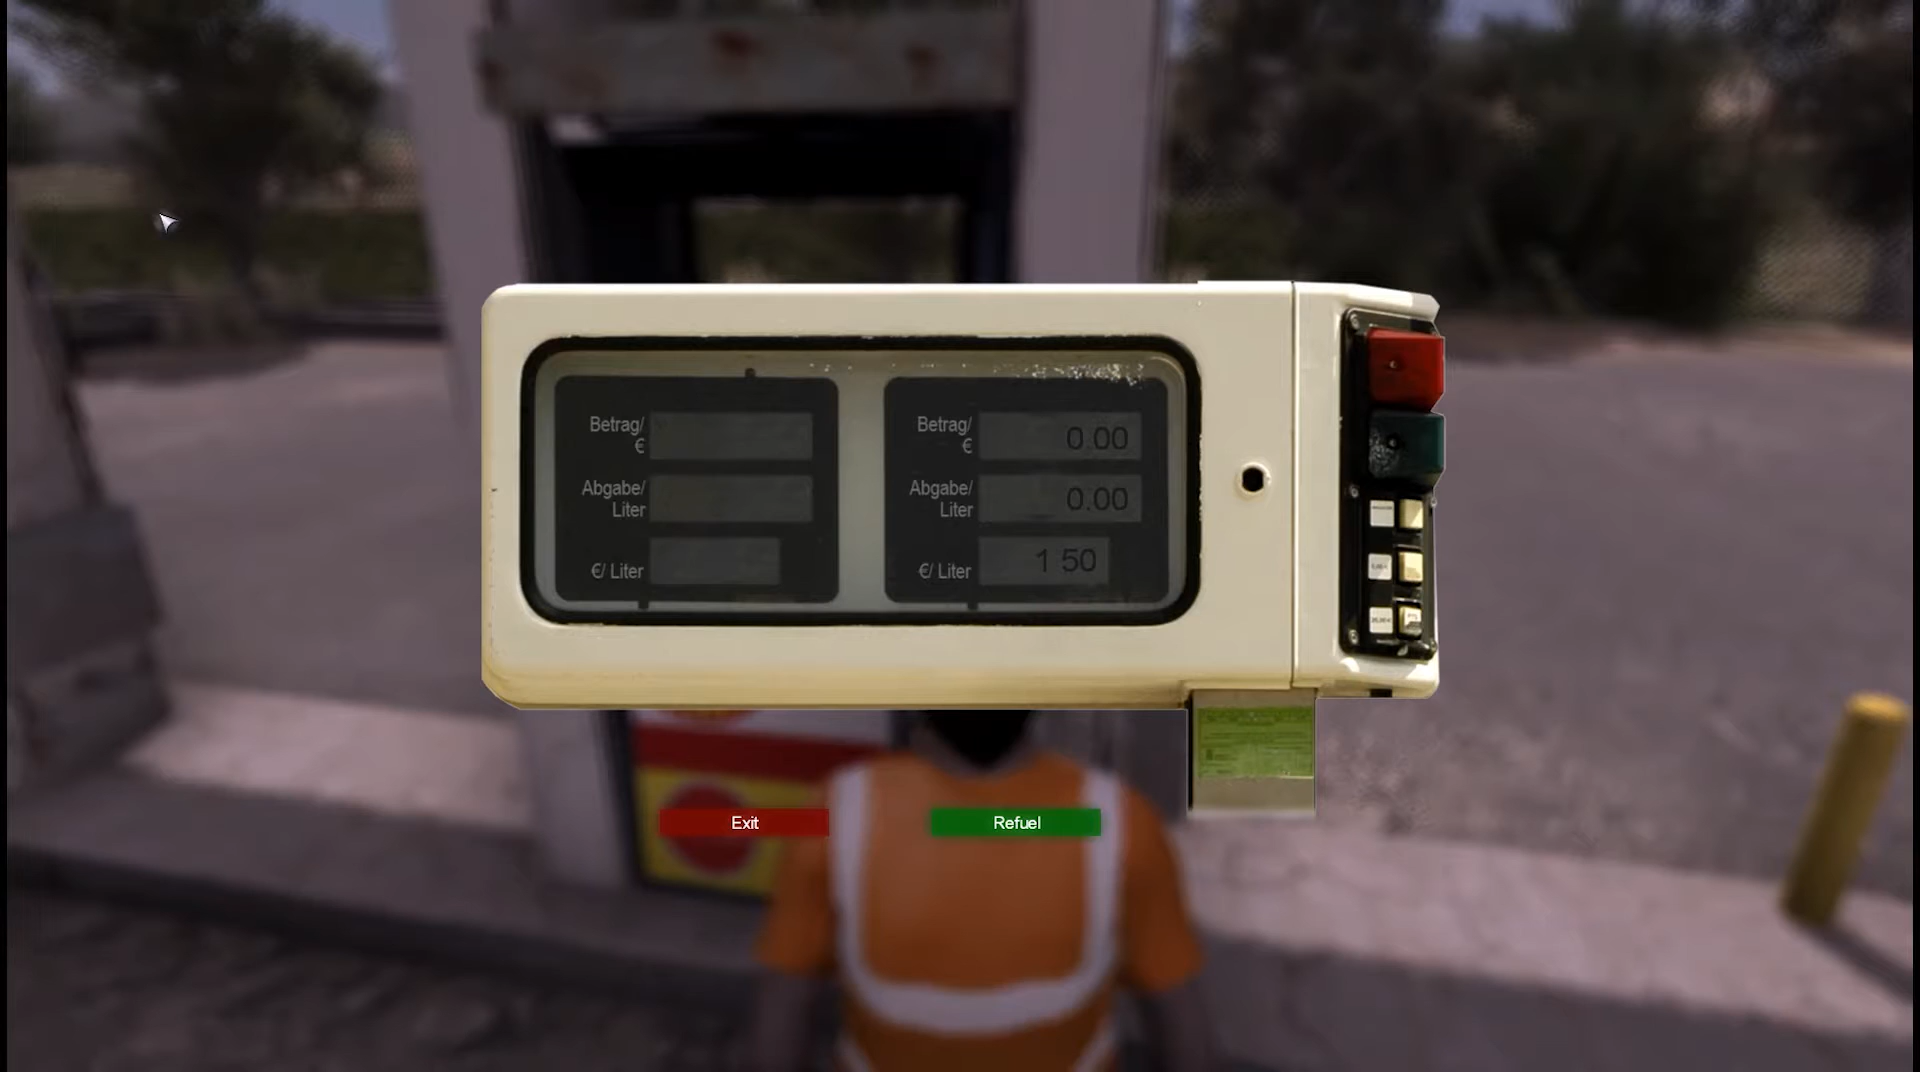 Betrag/
€
Abgabe/
Liter
€/ Liter
Betrag/
€
0.00
Abgabe/
Liter
0.00
€/ Liter
1 50
Exit
Refuel